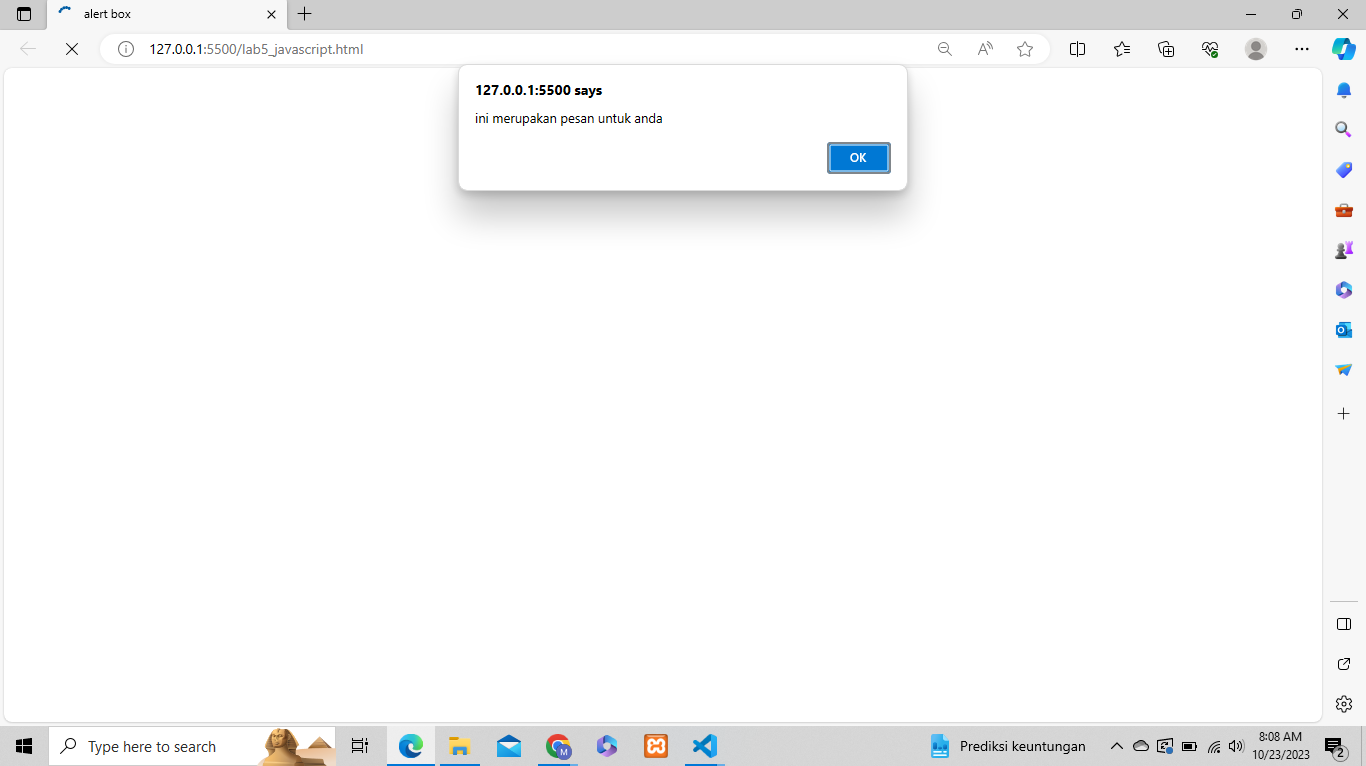 alert box
127.0.0.1:5500/lab5_javascript.html
127.0.0.1:5500 says
ini merupakan pesan untuk anda
OK
Type here to search
M
Prediksi keuntungan
8:08 AM
10/23/2023
2